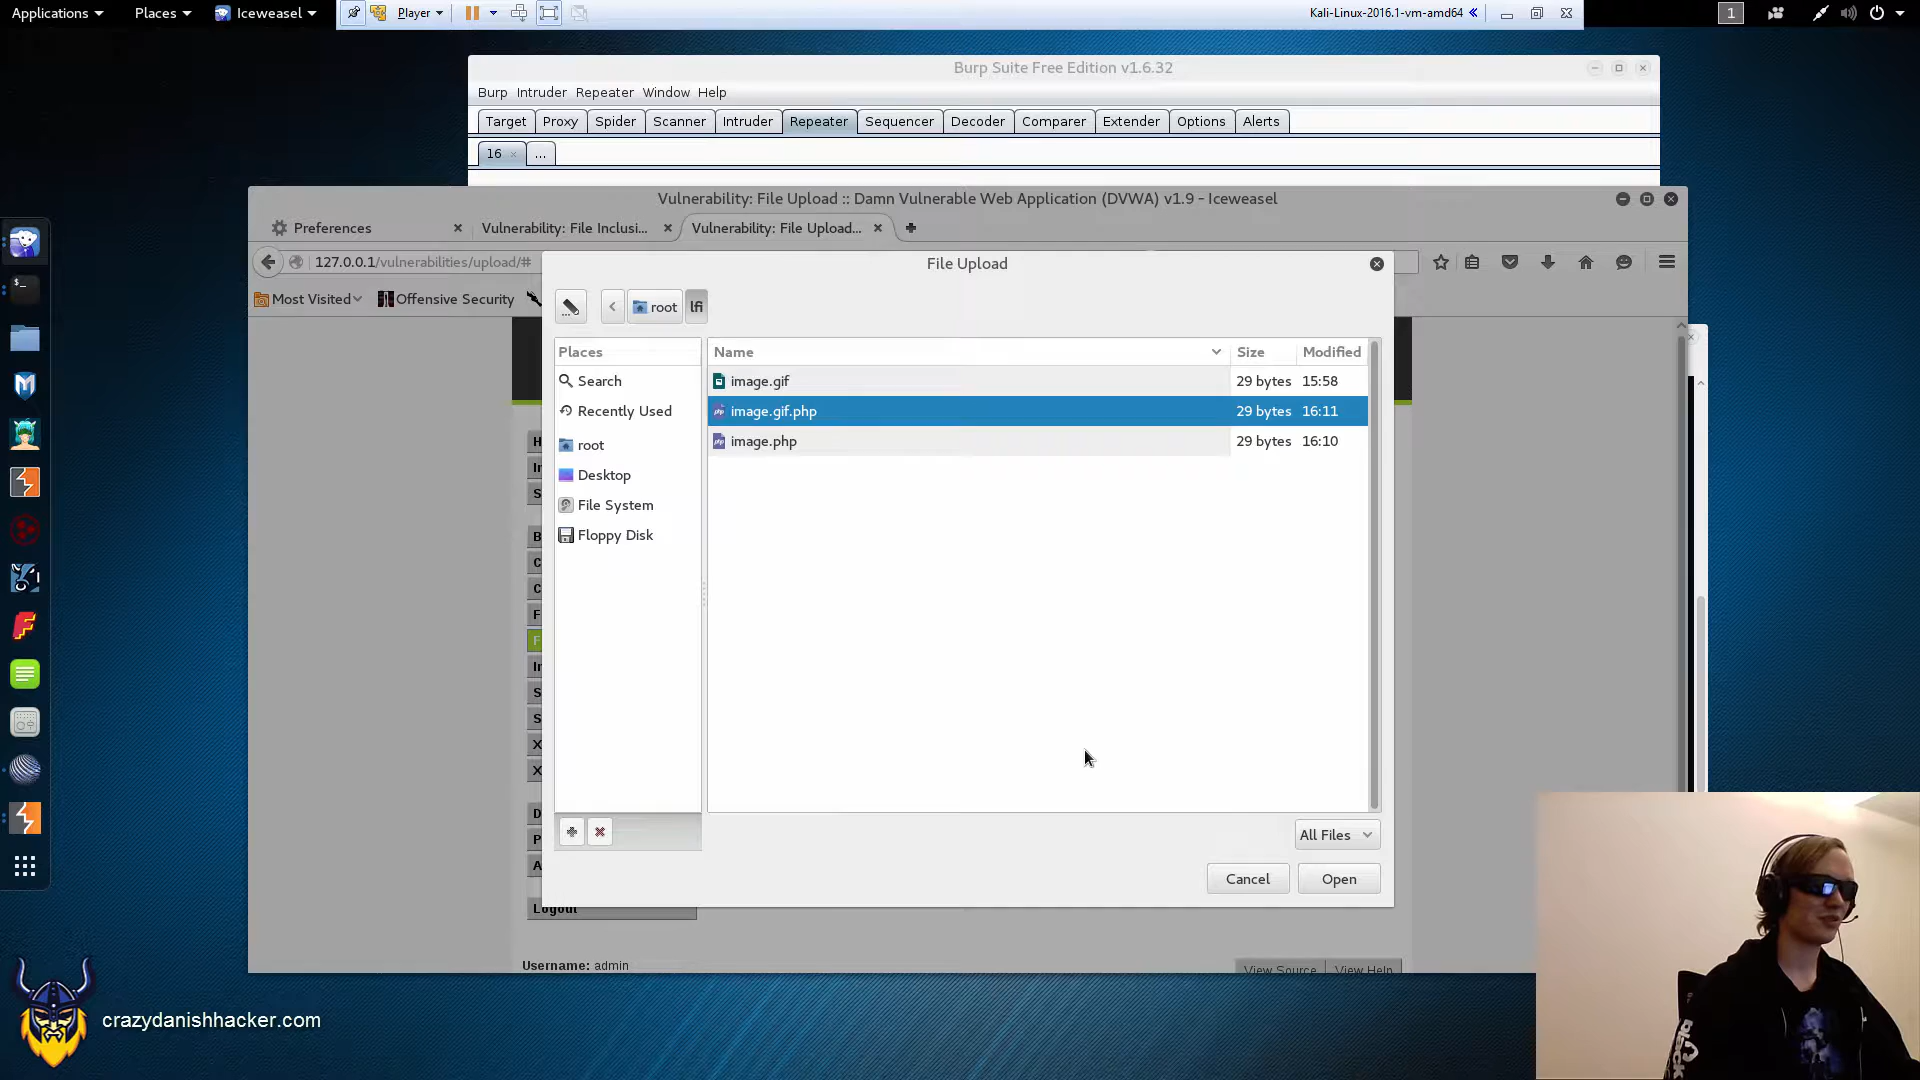 Applications Places Iceweasel Player Kali-Linux-2016.1-vm-amd64 1
Burp Suite Free Edition v1.6.32
Burp Intruder Repeater Window Help
Target Proxy Spider Scanner Intruder Repeater Sequencer Decoder Comparer Extender Options Alerts
16 × ...
Vulnerability: File Upload :: Damn Vulnerable Web Application (DVWA) v1.9 - Iceweasel
Preferences Vulnerability: File Inclusi... Vulnerability: File Upload...
127.0.0.1/vulnerabilities/upload/#
Most Visited Offensive Security
File Upload
root lfi
Places Name Size Modified
Search image.gif 29 bytes 15:58
Recently Used image.gif.php 29 bytes 16:11
root image.php 29 bytes 16:10
Desktop
File System
Floppy Disk
All Files
Cancel Open
Logout
Username: admin View Source View Help
crazydanishhacker.com